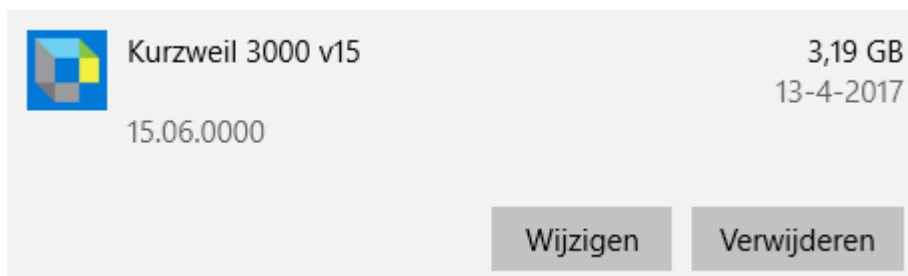 Kurzweil 3000 v15 3,19 GB
13-4-2017
15.06.0000
Wijzigen Verwijderen